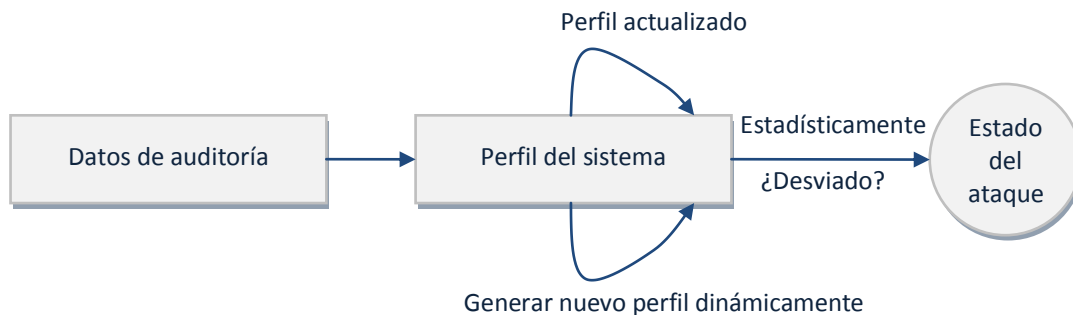 Perfil actualizado
Datos de auditoría
Perfil del sistema
Estadísticamente
¿Desviado?
Estado
del
ataque
Generar nuevo perfil dinámicamente